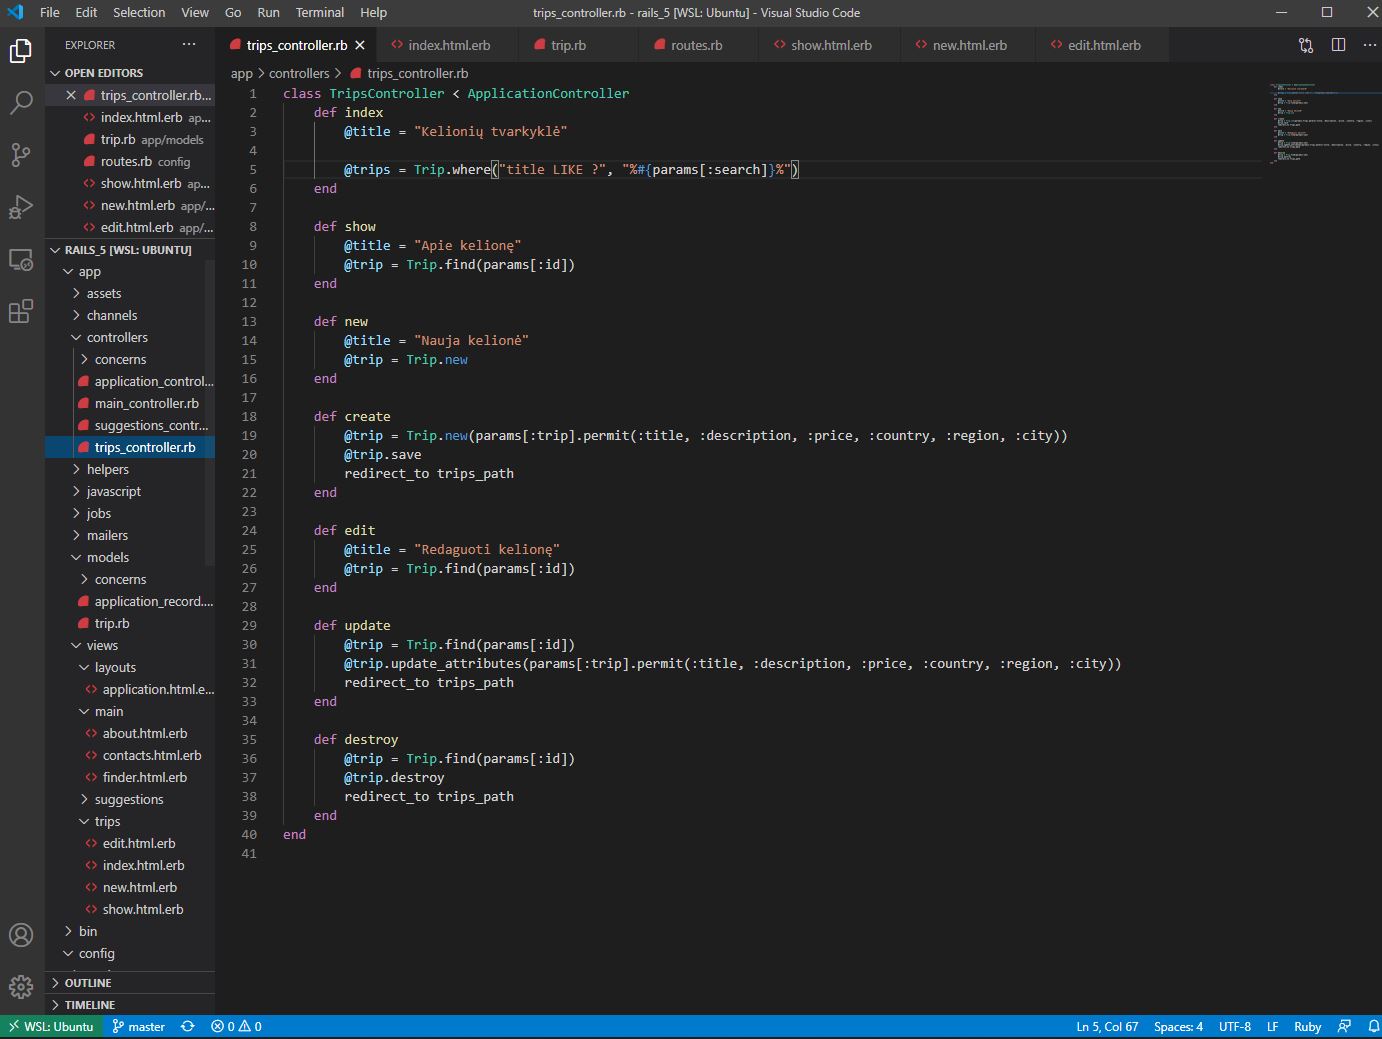 File Edit Selection View Go Run Terminal Help
trips_controller.rb - rails_5 [WSL: Ubuntu] - Visual Studio Code
EXPLORER
OPEN EDITORS
trips_controller.rb...
index.html.erb ap...
trip.rb app/models
routes.rb config
show.html.erb ap...
new.html.erb app/...
edit.html.erb app/...
RAILS_5 [WSL: UBUNTU]
app
assets
channels
controllers
concerns
application_control...
main_controller.rb
suggestions_contr...
trips_controller.rb
helpers
javascript
jobs
mailers
models
concerns
application_record....
trip.rb
views
layouts
application.html.e...
main
about.html.erb
contacts.html.erb
finder.html.erb
suggestions
trips
edit.html.erb
index.html.erb
new.html.erb
show.html.erb
bin
config
OUTLINE
TIMELINE
trips_controller.rb index.html.erb trip.rb routes.rb show.html.erb new.html.erb edit.html.erb
app > controllers > trips_controller.rb
1 class TripsController < ApplicationController
2 def index
3 @title = "Kelionių tvarkyklė"
4
5 @trips = Trip.where("title LIKE ?", "%#{params[:search]}%")
6 end
7
8 def show
9 @title = "Apie kelionę"
10 @trip = Trip.find(params[:id])
11 end
12
13 def new
14 @title = "Nauja kelionė"
15 @trip = Trip.new
16 end
17
18 def create
19 @trip = Trip.new(params[:trip].permit(:title, :description, :price, :country, :region, :city))
20 @trip.save
21 redirect_to trips_path
22 end
23
24 def edit
25 @title = "Redaguoti kelionę"
26 @trip = Trip.find(params[:id])
27 end
28
29 def update
30 @trip = Trip.find(params[:id])
31 @trip.update_attributes(params[:trip].permit(:title, :description, :price, :country, :region, :city))
32 redirect_to trips_path
33 end
34
35 def destroy
36 @trip = Trip.find(params[:id])
37 @trip.destroy
38 redirect_to trips_path
39 end
40 end
41
WSL: Ubuntu master 0 0 Ln 5, Col 67 Spaces: 4 UTF-8 LF Ruby